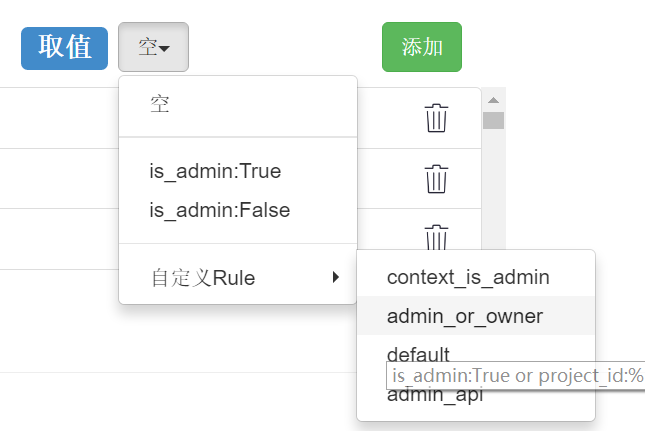 取值 空 添加
空
is_admin:True
is_admin:False
自定义Rule
context_is_admin
admin_or_owner
default
is_admin:True or project_id:%
admin_api